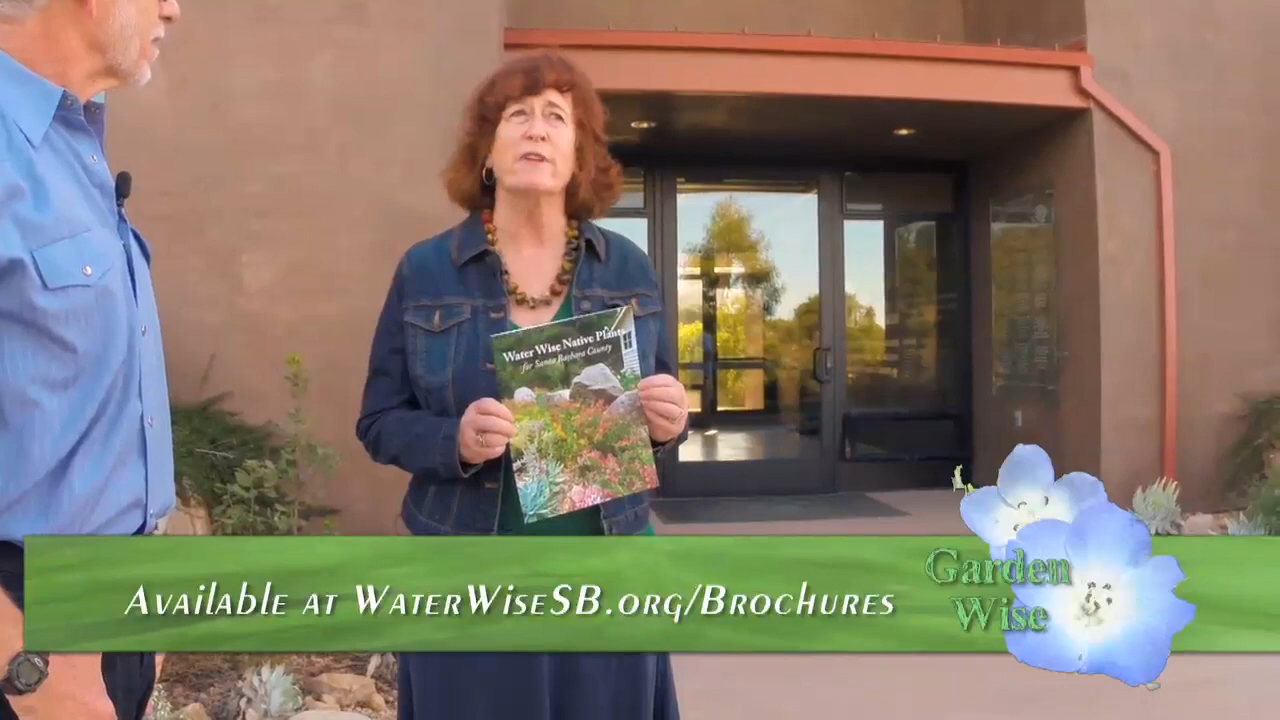 Water Wise Native Plants
for Santa Barbara County
Available at WaterWiseSB.org/Brochures
Garden
Wise